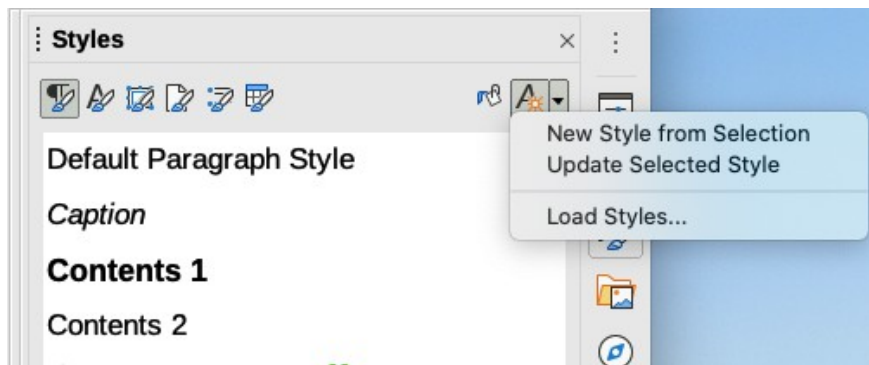 Styles
New Style from Selection
Update Selected Style
Load Styles...
Default Paragraph Style
Caption
Contents 1
Contents 2